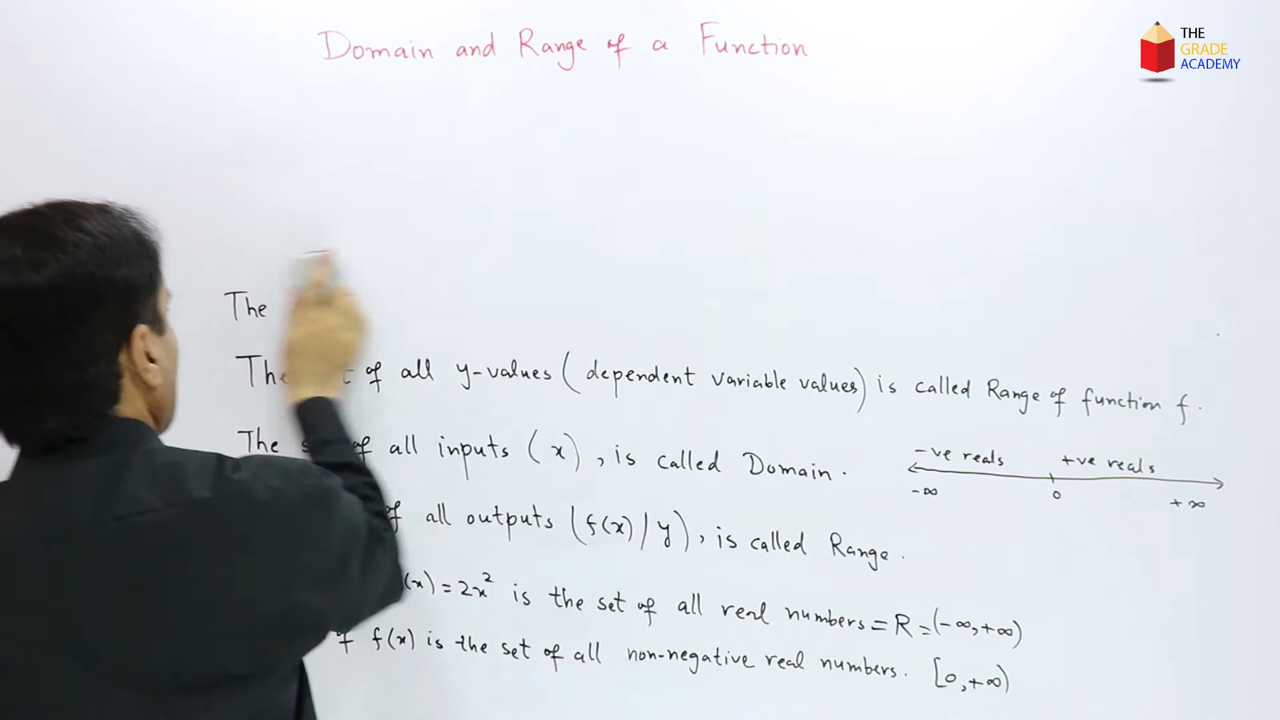 Domain and Range of a Function
THE
GRADE
ACADEMY
The
The of all y-values (dependent variable values) is called Range of function f.
The of all inputs (x), is called Domain.
-ve reals +ve reals
-∞ 0 +∞
of all outputs (f(x)/y), is called Range.
(x)=2x² is the set of all real numbers = R = (-∞,+∞)
f(x) is the set of all non-negative real numbers. [0,+∞)